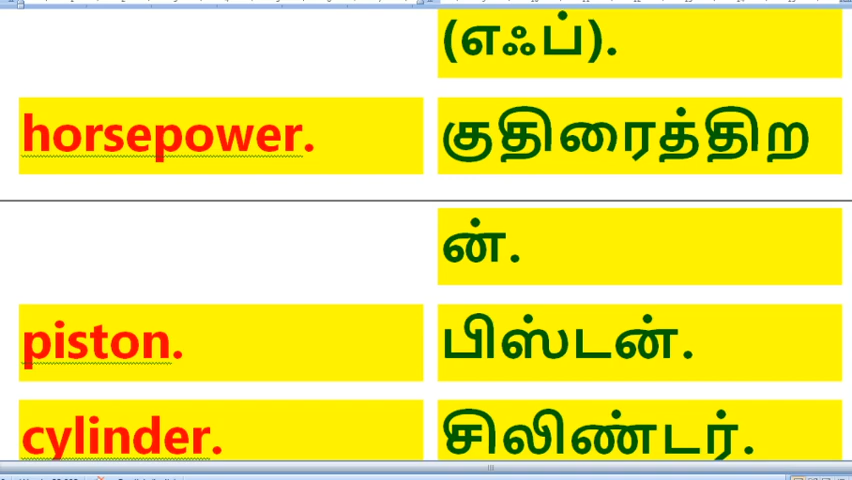 (எஃப்).
horsepower. குதிரைத்திற
ன்.
piston. பிஸ்டன்.
cylinder. சிலிண்டர்.